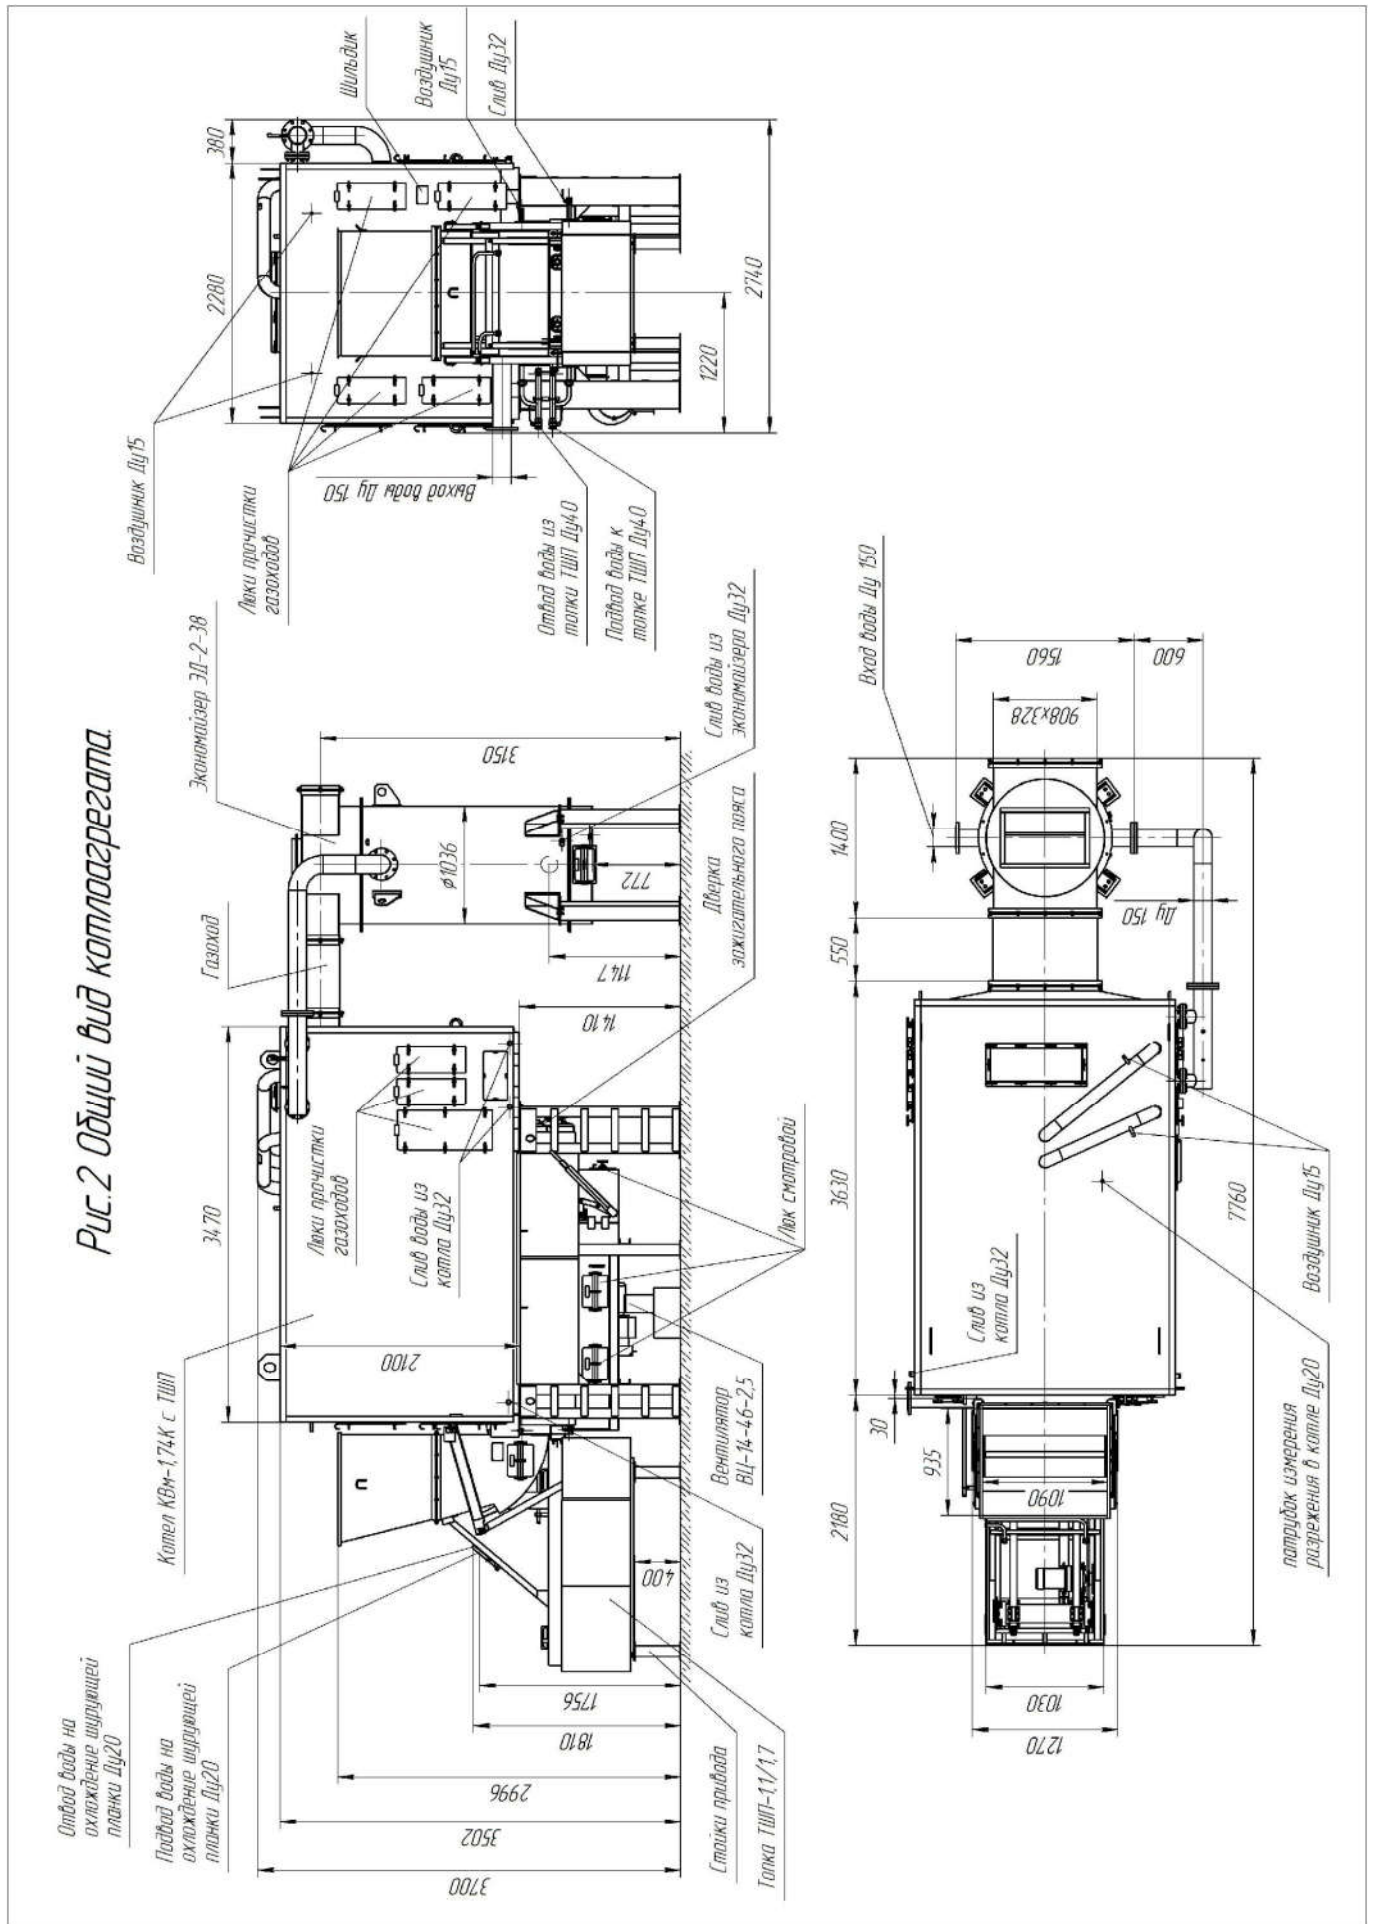 Рис.2 Общий вид котлоагрегата.
Отвод воды на
охлаждение шурующей
планки Ду20
Подвод воды на
охлаждение шурующей
планки Ду20
Котел КВм-1,74К с ТШП
3470
Газоход
Экономайзер ЭД-2-38
Люки прочистки
газоходов
Слив воды из
котла Ду32
2100
⌀1036
3150
772
1147
1410
3700
3502
2996
1810
1756
400
Стойки привода
Топка ТШП-1,1/1,7
Слив из
котла Ду32
Вентилятор
ВЦ-14-46-2,5
Люк смотровой
Дверка
зажигательного пояса
Слив воды из
экономайзера Ду32
Воздушник Ду15
Люки прочистки
газоходов
Выход воды Ду 150
Отвод воды из
топки ТШП Ду40
Подвод воды к
топке ТШП Ду40
2280
380
Шильдик
Воздушник
Ду15
Слив Ду32
1220
2740
2180
3630
550
1400
30
935
1090
1030
1270
Слив из
котла Ду32
Вход воды Ду 150
1560
600
908x328
Ду 150
7760
Воздушник Ду15
патрубок измерения
разрежения в котле Ду20